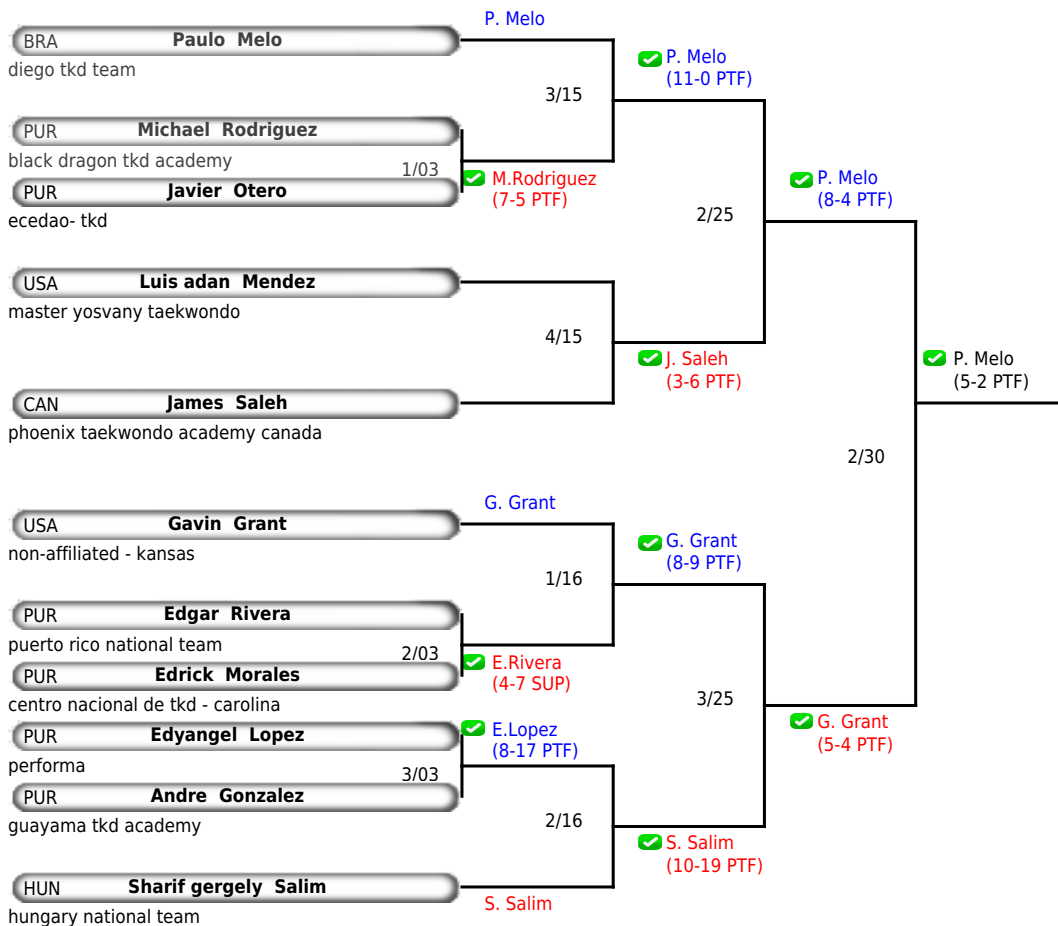 P. Melo
BRA Paulo Melo
diego tkd team
P. Melo
(11-0 PTF)
3/15
PUR Michael Rodriguez
black dragon tkd academy
1/03
M.Rodriguez
(7-5 PTF)
PUR Javier Otero
ecedao- tkd
P. Melo
(8-4 PTF)
2/25
USA Luis adan Mendez
master yosvany taekwondo
4/15
J. Saleh
(3-6 PTF)
P. Melo
(5-2 PTF)
CAN James Saleh
phoenix taekwondo academy canada
2/30
G. Grant
USA Gavin Grant
non-affiliated - kansas
G. Grant
(8-9 PTF)
1/16
PUR Edgar Rivera
puerto rico national team
2/03
E.Rivera
(4-7 SUP)
PUR Edrick Morales
centro nacional de tkd - carolina
3/25
G. Grant
(5-4 PTF)
E.Lopez
(8-17 PTF)
PUR Edyangel Lopez
performa
3/03
PUR Andre Gonzalez
guayama tkd academy
2/16
S. Salim
(10-19 PTF)
HUN Sharif gergely Salim
S. Salim
hungary national team